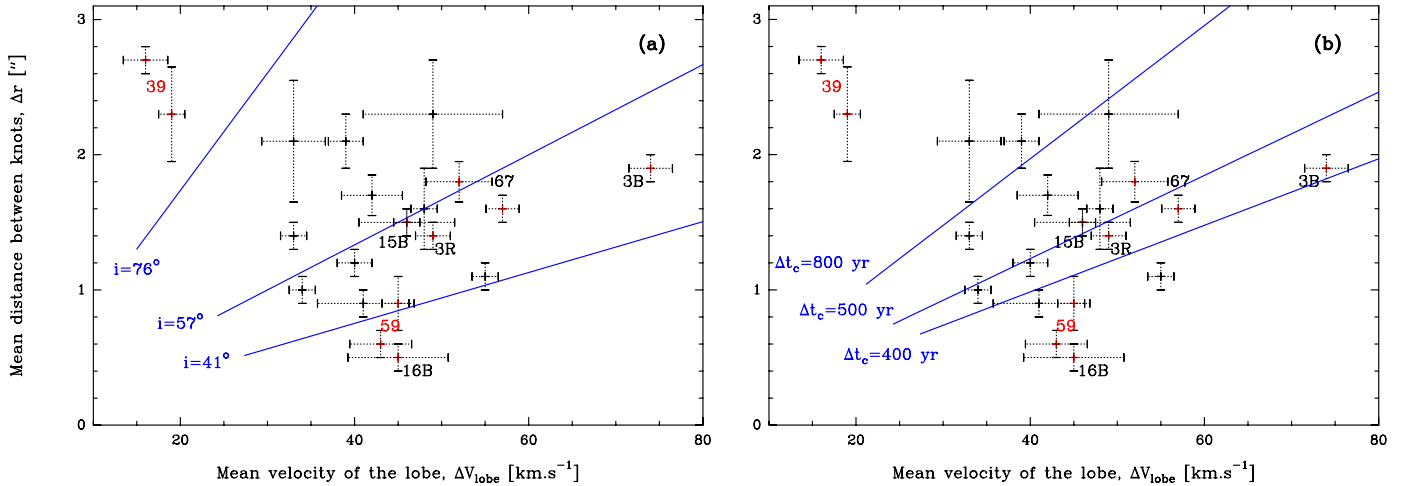 3
2
1
0
20
40
60
80
Mean distance between knots, Δr [″]
Mean velocity of the lobe, ΔV_lobe [km.s⁻¹]
(a)
39
67
3B
15B
3R
59
16B
i=76°
i=57°
i=41°
3
2
1
0
20
40
60
80
Mean velocity of the lobe, ΔV_lobe [km.s⁻¹]
(b)
39
67
3B
15B
3R
59
16B
Δt_c=800 yr
Δt_c=500 yr
Δt_c=400 yr